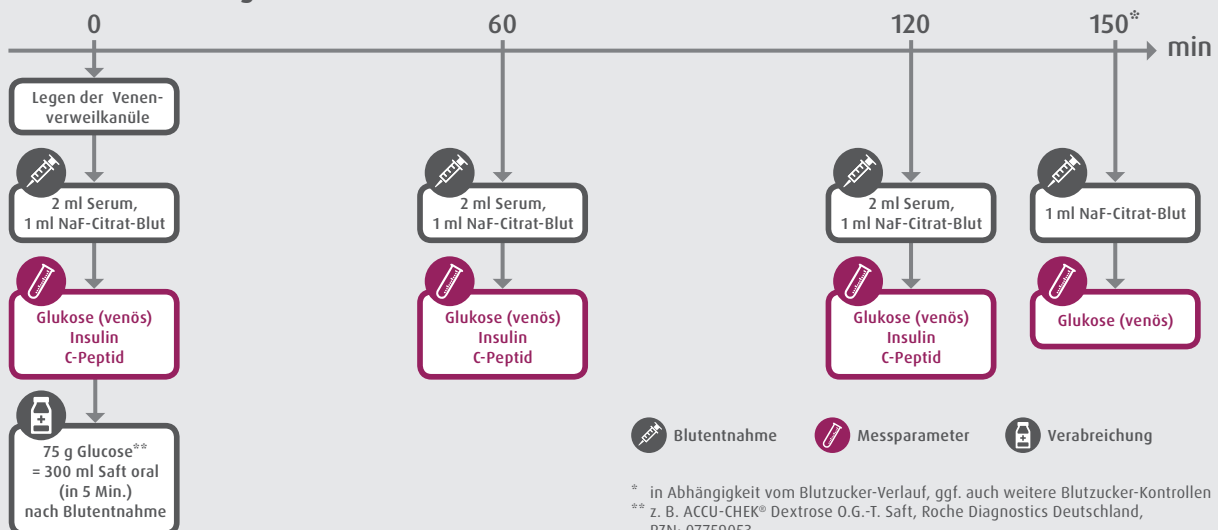 0
60
120
150*
min
Legen der Venen-
verweilkanüle
2 ml Serum,
1 ml NaF-Citrat-Blut
2 ml Serum,
1 ml NaF-Citrat-Blut
2 ml Serum,
1 ml NaF-Citrat-Blut
1 ml NaF-Citrat-Blut
Glukose (venös)
Insulin
C-Peptid
Glukose (venös)
Insulin
C-Peptid
Glukose (venös)
Insulin
C-Peptid
Glukose (venös)
75 g Glucose**
= 300 ml Saft oral
(in 5 Min.)
nach Blutentnahme
Blutentnahme
Messparameter
Verabreichung
* in Abhängigkeit vom Blutzucker-Verlauf, ggf. auch weitere Blutzucker-Kontrollen
** z. B. ACCU-CHEK® Dextrose O.G.-T. Saft, Roche Diagnostics Deutschland,
PZN: 07759053